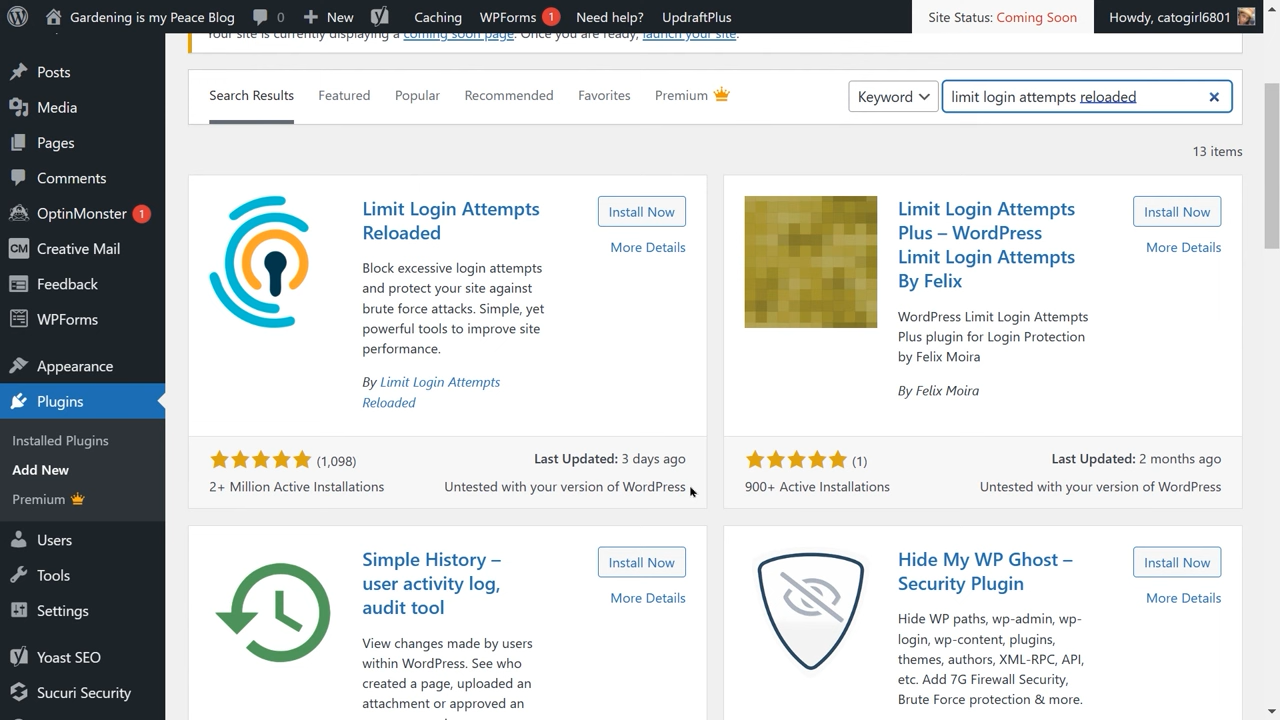 Gardening is my Peace Blog
0
New
Caching
WPForms 1
Need help?
UpdraftPlus
Site Status: Coming Soon
Howdy, catogirl6801
Your site is currently displaying a coming soon page. Once you are ready, launch your site.
Posts
Media
Pages
Comments
OptinMonster 1
CM Creative Mail
Feedback
WPForms
Appearance
Plugins
Installed Plugins
Add New
Premium
Users
Tools
Settings
Yoast SEO
Sucuri Security
Search Results
Featured
Popular
Recommended
Favorites
Premium
Keyword
limit login attempts reloaded
13 items
Limit Login Attempts
Reloaded
Install Now
More Details
Block excessive login attempts
and protect your site against
brute force attacks. Simple, yet
powerful tools to improve site
performance.
By Limit Login Attempts
Reloaded
(1,098)
Last Updated: 3 days ago
2+ Million Active Installations
Untested with your version of WordPress
Limit Login Attempts
Plus – WordPress
Limit Login Attempts
By Felix
Install Now
More Details
WordPress Limit Login Attempts
Plus plugin for Login Protection
by Felix Moira
By Felix Moira
(1)
Last Updated: 2 months ago
900+ Active Installations
Untested with your version of WordPress
Simple History –
user activity log,
audit tool
Install Now
More Details
View changes made by users
within WordPress. See who
created a page, uploaded an
attachment or approved an
Hide My WP Ghost –
Security Plugin
Install Now
More Details
Hide WP paths, wp-admin, wp-
login, wp-content, plugins,
themes, authors, XML-RPC, API,
etc. Add 7G Firewall Security,
Brute Force protection & more.